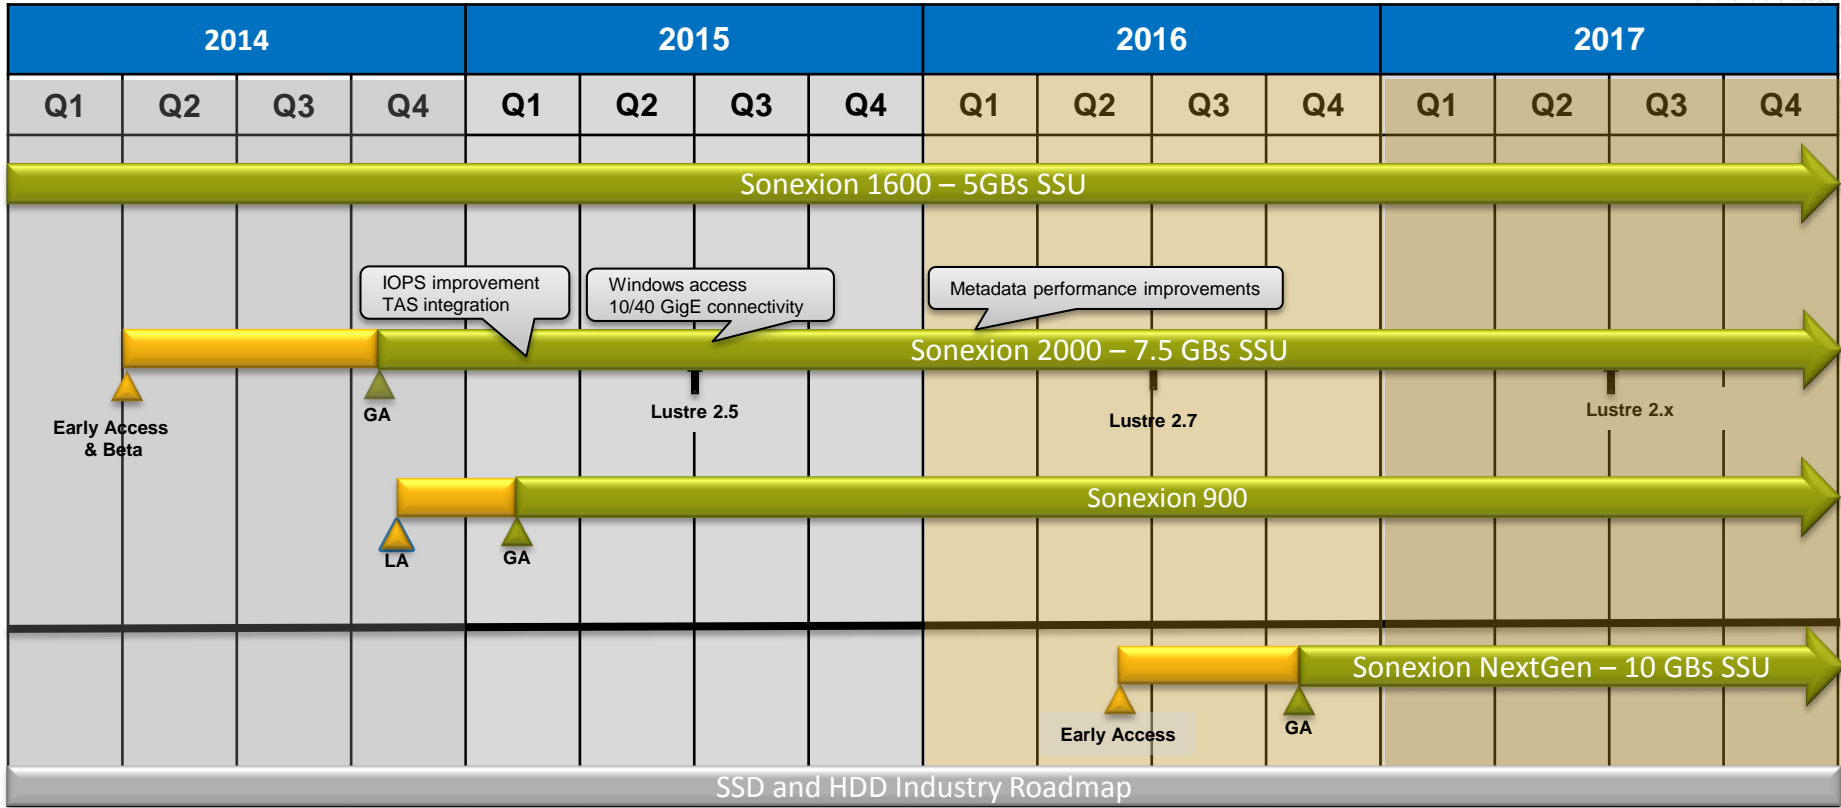 2014 2015 2016 2017
Q1 Q2 Q3 Q4 Q1 Q2 Q3 Q4 Q1 Q2 Q3 Q4 Q1 Q2 Q3 Q4
Sonexion 1600 – 5GBs SSU
IOPS improvement
TAS integration
Windows access
10/40 GigE connectivity
Metadata performance improvements
Sonexion 2000 – 7.5 GBs SSU
Early Access
& Beta
GA
Lustre 2.5
Lustre 2.7
Lustre 2.x
Sonexion 900
LA
GA
Sonexion NextGen – 10 GBs SSU
Early Access
GA
SSD and HDD Industry Roadmap